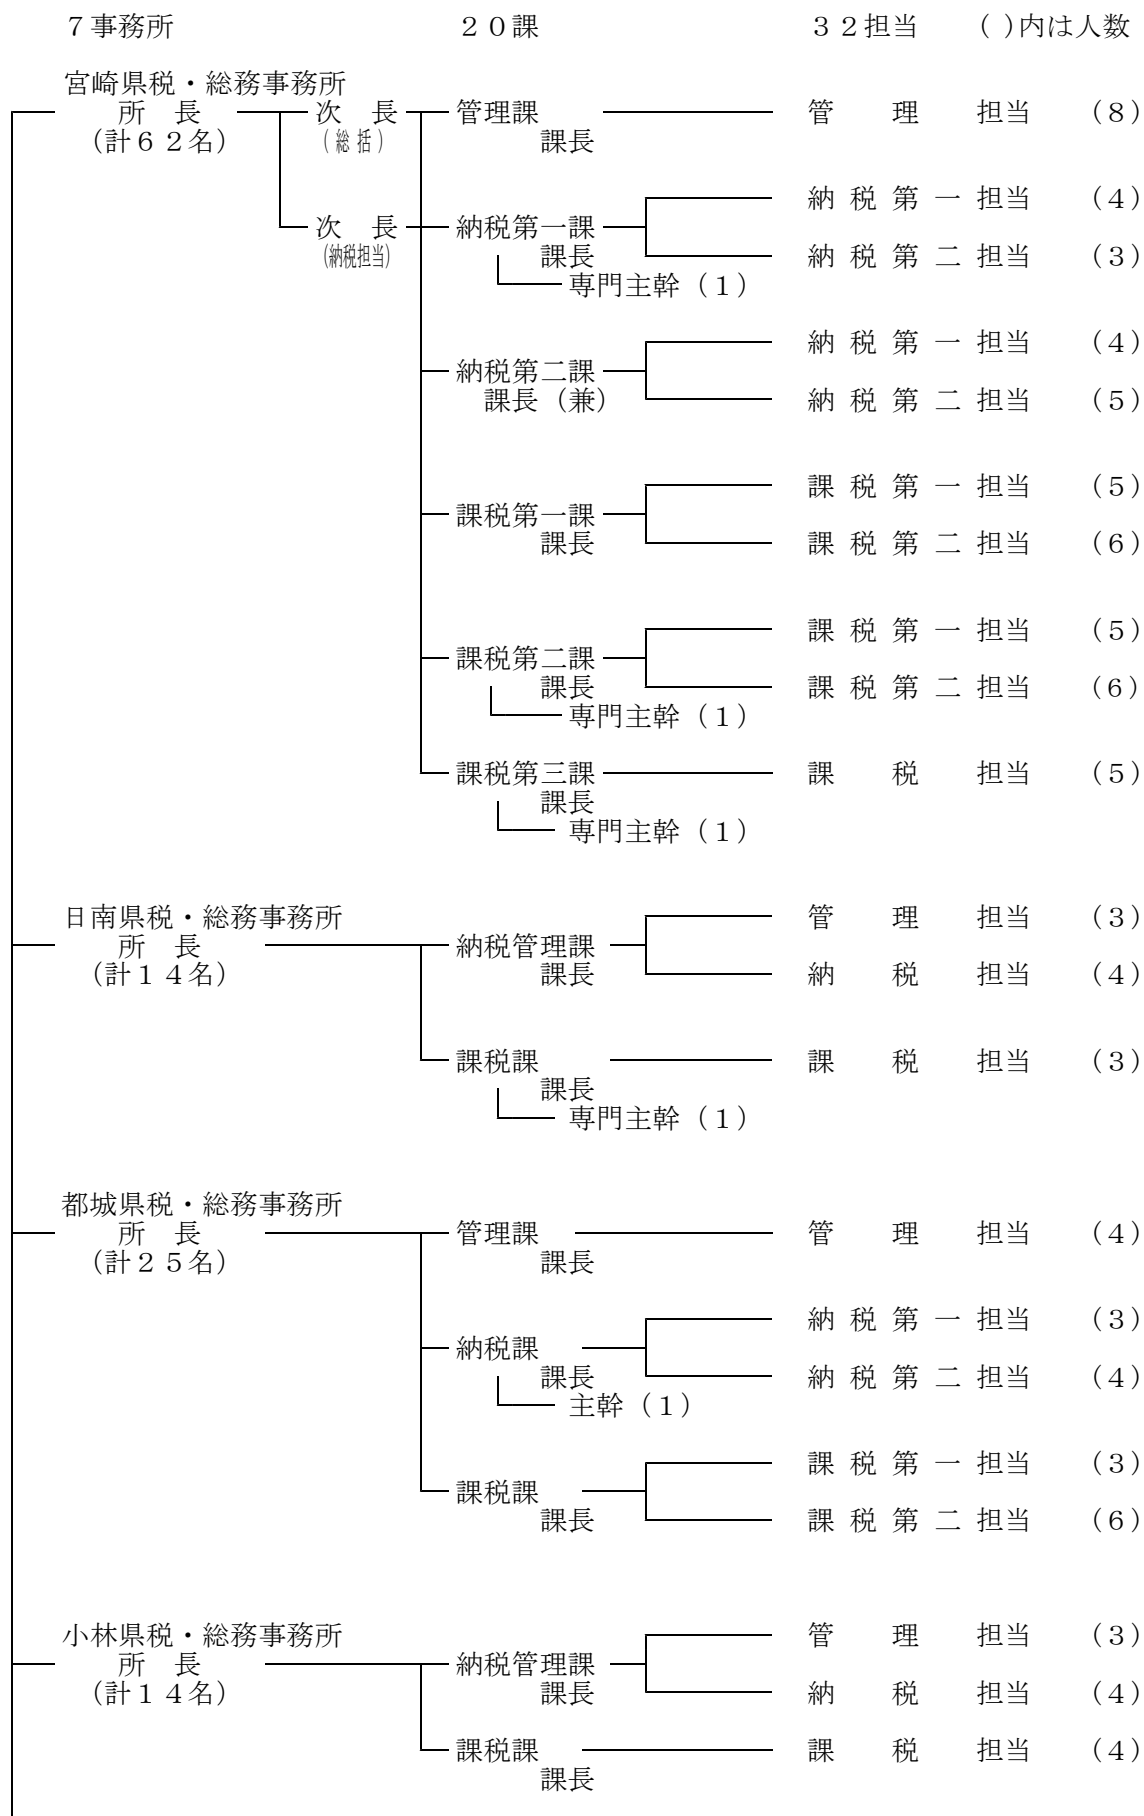 ７事務所　２０課　３２担当　（ ）内は人数
宮崎県税・総務事務所
所　長　次　長　管理課　管　理　担当　（８）
（計６２名）　（総括）　課長
納税第一担当　（４）
次　長　納税第一課
（納税担当）　課長　納税第二担当　（３）
専門主幹（１）
納税第一担当　（４）
納税第二課
課長（兼）　納税第二担当　（５）
課税第一担当　（５）
課税第一課
課長　課税第二担当　（６）
課税第一担当　（５）
課税第二課
課長　課税第二担当　（６）
専門主幹（１）
課税第三課　課　税　担当　（５）
課長
専門主幹（１）
日南県税・総務事務所　管　理　担当　（３）
所　長　納税管理課
（計１４名）　課長　納　税　担当　（４）
課税課　課　税　担当　（３）
課長
専門主幹（１）
都城県税・総務事務所
所　長　管理課　管　理　担当　（４）
（計２５名）　課長
納税第一担当　（３）
納税課
課長　納税第二担当　（４）
主幹（１）
課税第一担当　（３）
課税課
課長　課税第二担当　（６）
小林県税・総務事務所　管　理　担当　（３）
所　長　納税管理課
（計１４名）　課長　納　税　担当　（４）
課税課　課　税　担当　（４）
課長